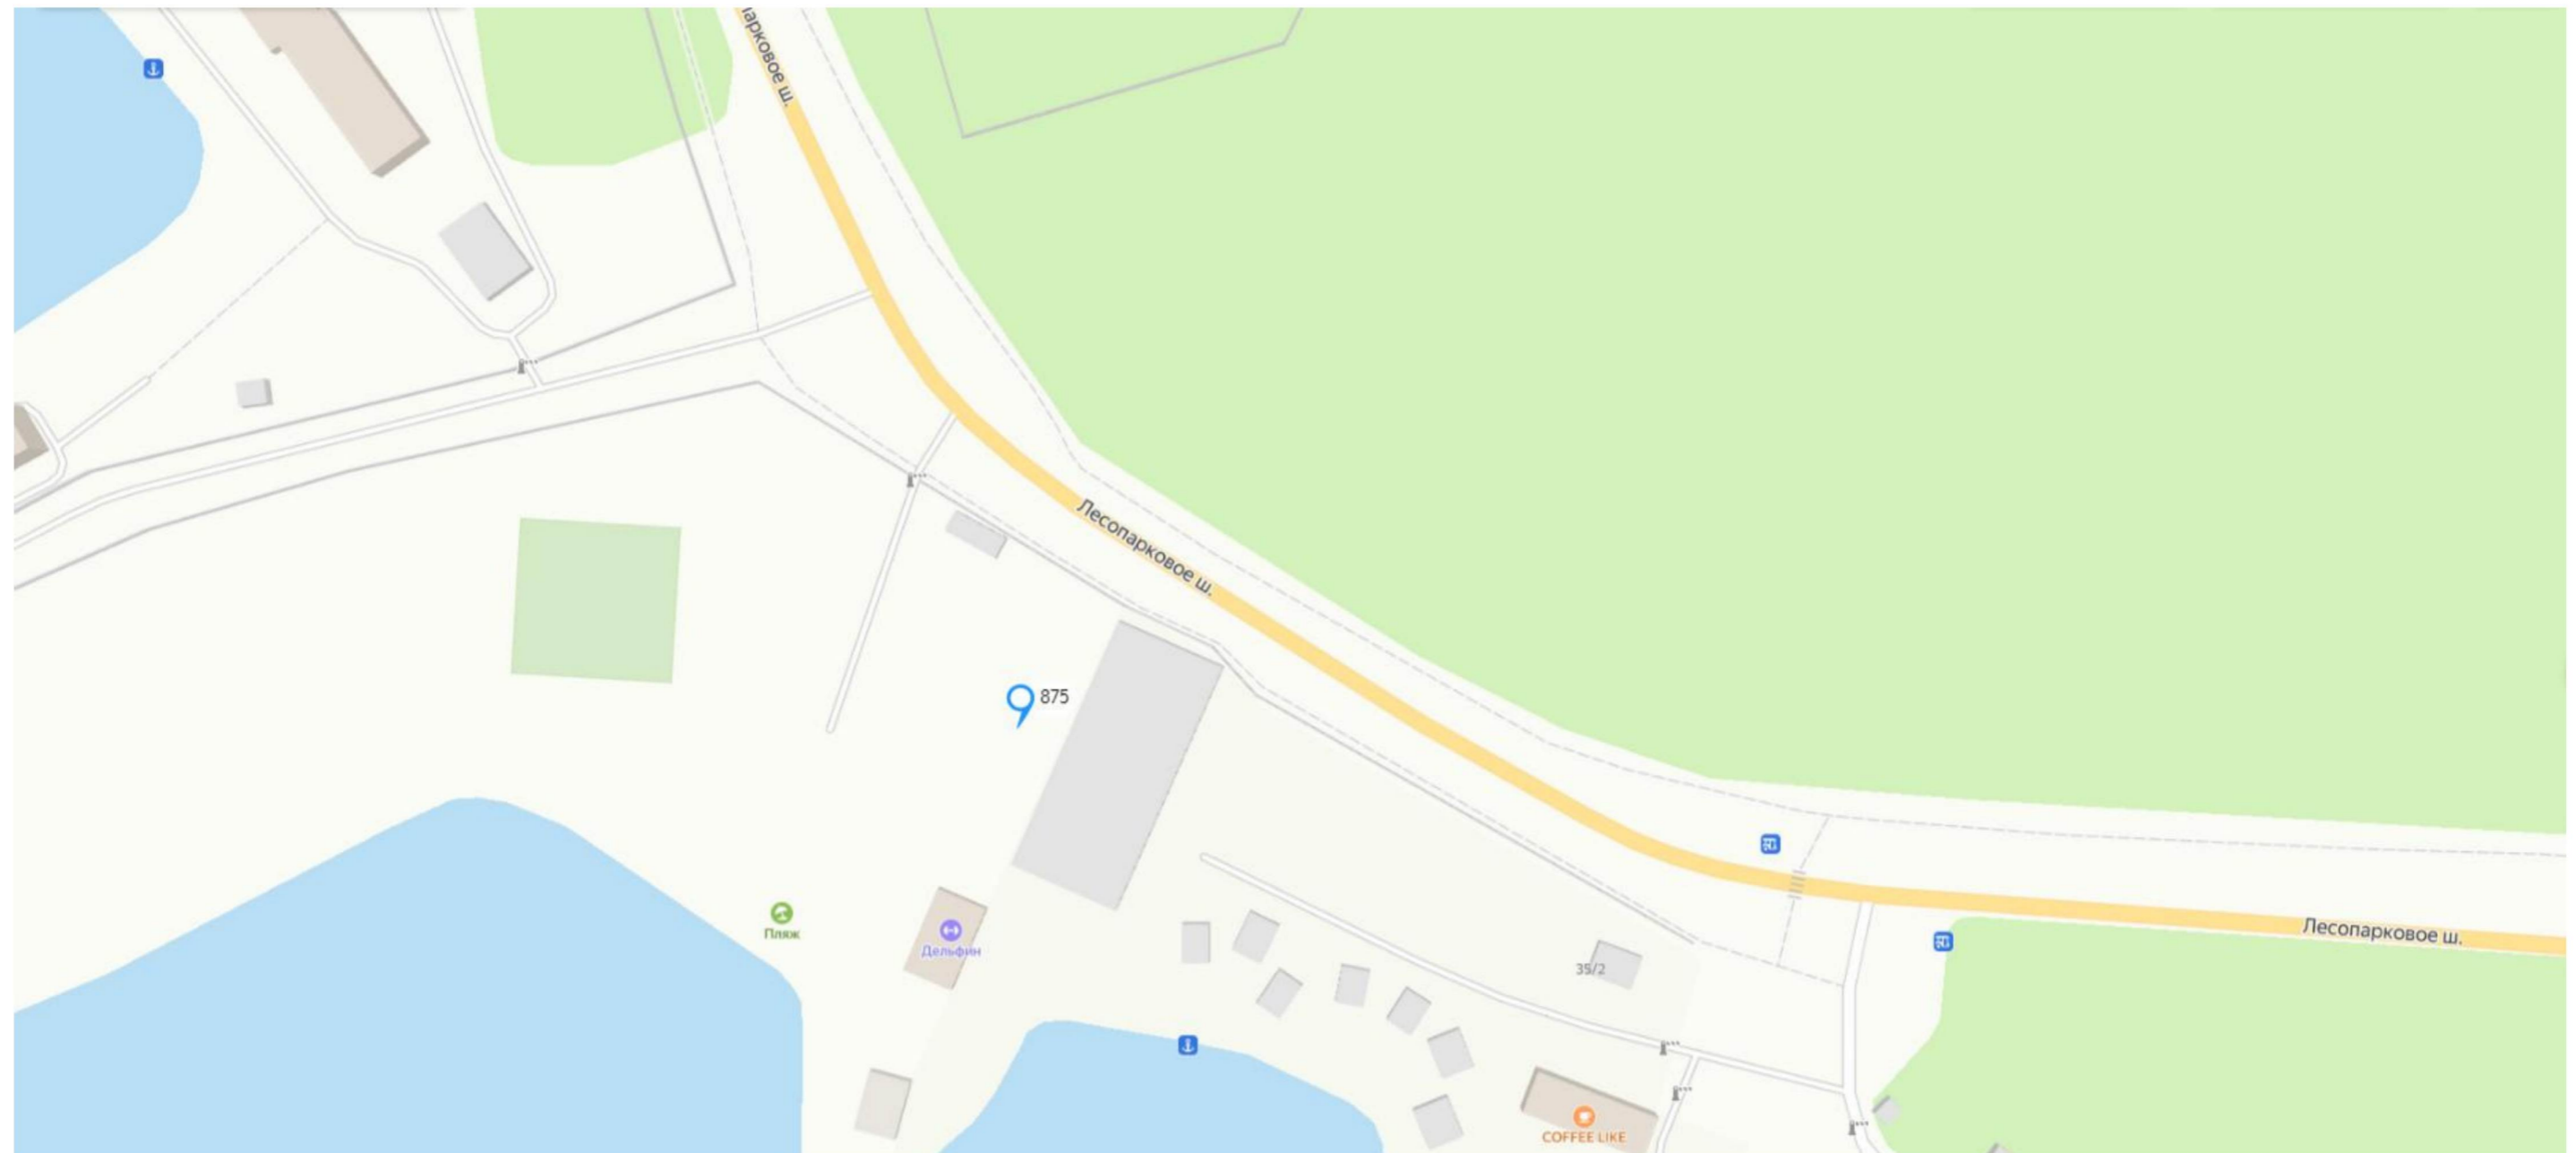 арковое ш.
Лесопарковое ш.
875
Пляж
Дельфин
35/2
Лесопарковое ш.
COFFEE LIKE